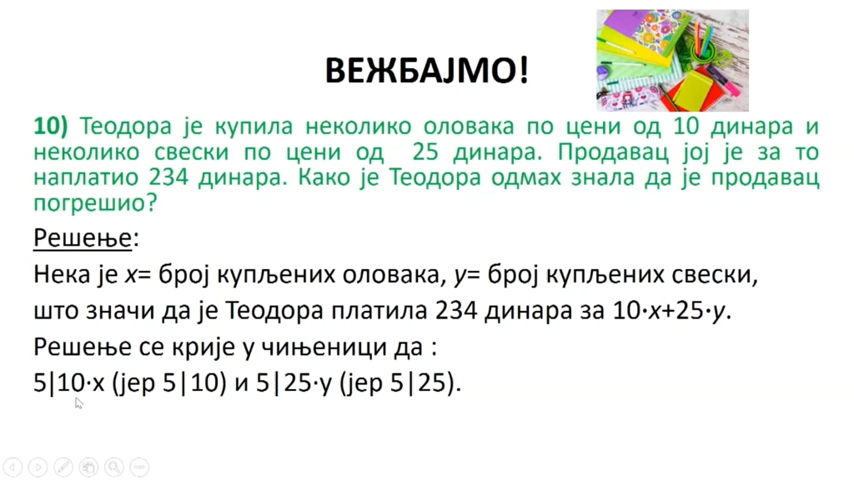 ВЕЖБАЈМО!
10) Теодора је купила неколико оловака по цени од 10 динара и
неколико свески по цени од 25 динара. Продавац јој је за то
наплатио 234 динара. Како је Теодора одмах знала да је продавац
погрешио?
Решење:
Нека је x= број купљених оловака, y= број купљених свески,
што значи да је Теодора платила 234 динара за 10·x+25·y.
Решење се крије у чињеници да :
5|10·x (јер 5|10) и 5|25·y (јер 5|25).